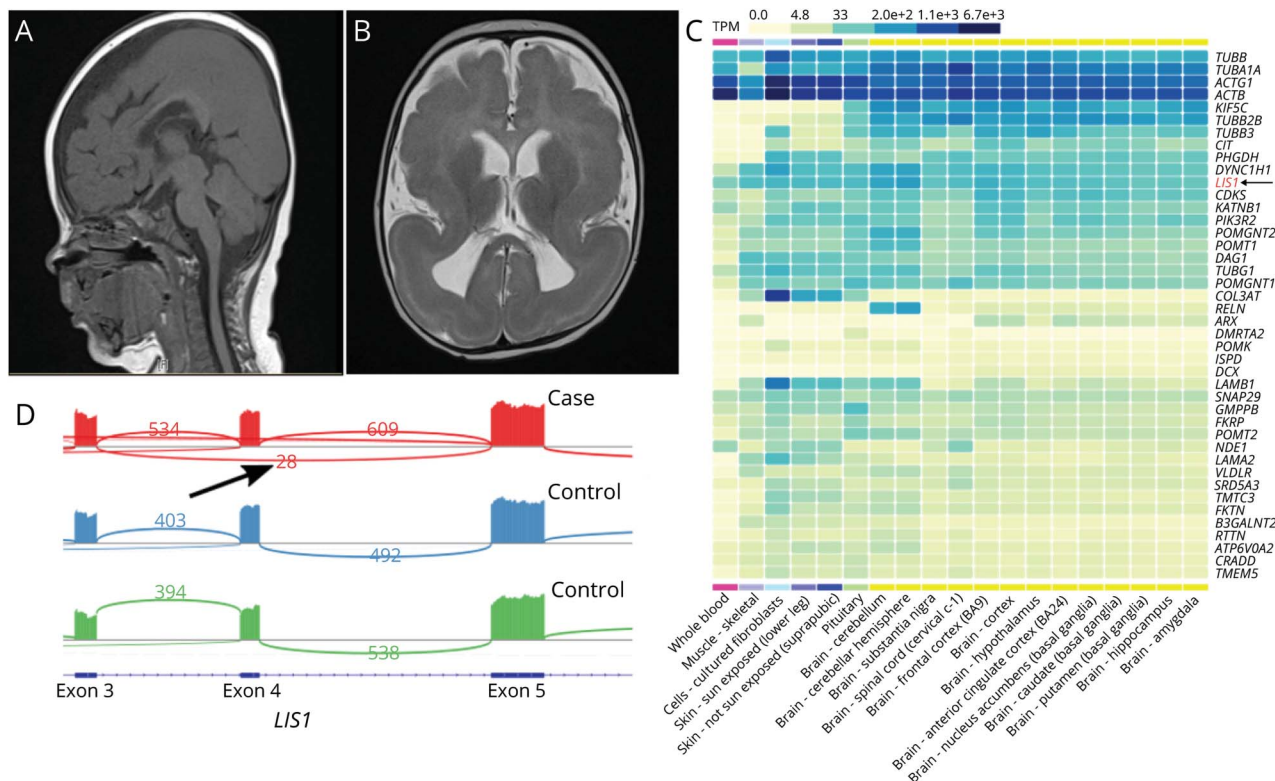 A
B
C
TPM
0.0
4.8
33
2.0e+2
1.1e+3
6.7e+3
TUBB
TUBA1A
ACTG1
ACTB
KIF5C
TUBB2B
TUBB3
CIT
PHGDH
DYNC1H1
LIS1
CDKS
KATNB1
PIK3R2
POMGNT2
POMT1
DAG1
TUBG1
POMGNT1
COL3AT
RELN
ARX
DMRTA2
POMK
ISPD
DCX
LAMB1
SNAP29
GMPPB
FKRP
POMT2
NDE1
LAMA2
VLDLR
SRD5A3
TMTC3
FKTN
B3GALNT2
RTTN
ATP6V0A2
CRADD
TMEM5
Whole blood
Muscle - skeletal
Cells - cultured fibroblasts
Skin - sun exposed (lower leg)
Skin - not sun exposed (suprapubic)
Pituitary
Brain - cerebellum
Brain - cerebellar hemisphere
Brain - substantia nigra
Brain - spinal cord (cervical c-1)
Brain - frontal cortex (BA9)
Brain - cortex
Brain - hypothalamus
Brain - anterior cingulate cortex (BA24)
Brain - nucleus accumbens (basal ganglia)
Brain - caudate (basal ganglia)
Brain - putamen (basal ganglia)
Brain - hippocampus
Brain - amygdala
D
Case
534
609
28
Control
403
492
Control
394
538
Exon 3
Exon 4
Exon 5
LIS1